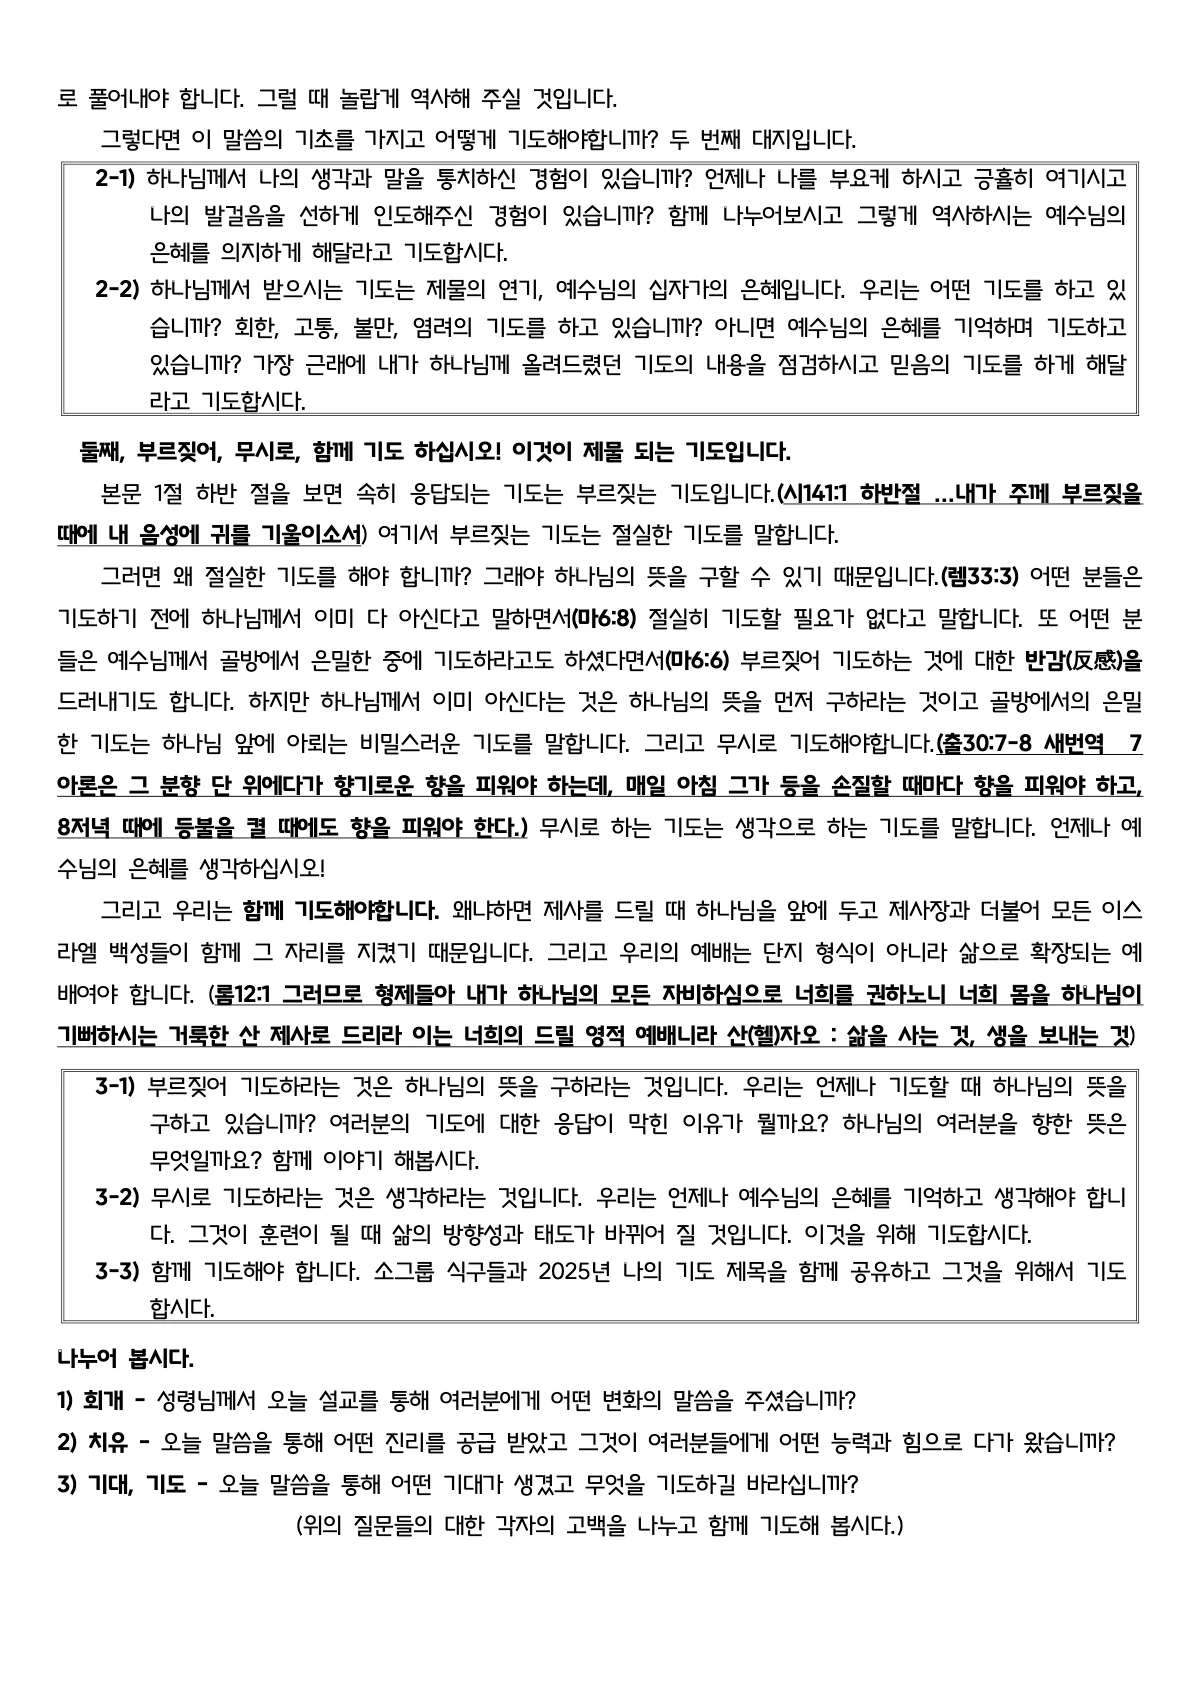 로 풀어내야 합니다. 그럴 때 놀랍게 역사해 주실 것입니다.
그렇다면 이 말씀의 기초를 가지고 어떻게 기도해야합니까? 두 번째 대지입니다.
2-1) 하나님께서 나의 생각과 말을 통치하신 경험이 있습니까? 언제나 나를 부요케 하시고 긍휼히 여기시고
나의 발걸음을 선하게 인도해주신 경험이 있습니까? 함께 나누어보시고 그렇게 역사하시는 예수님의
은혜를 의지하게 해달라고 기도합시다.
2-2) 하나님께서 받으시는 기도는 제물의 연기, 예수님의 십자가의 은혜입니다. 우리는 어떤 기도를 하고 있
습니까? 회한, 고통, 불만, 염려의 기도를 하고 있습니까? 아니면 예수님의 은혜를 기억하며 기도하고
있습니까? 가장 근래에 내가 하나님께 올려드렸던 기도의 내용을 점검하시고 믿음의 기도를 하게 해달
라고 기도합시다.
둘째, 부르짖어, 무시로, 함께 기도 하십시오! 이것이 제물 되는 기도입니다.
본문 1절 하반 절을 보면 속히 응답되는 기도는 부르짖는 기도입니다.(시141:1 하반절 …내가 주께 부르짖을
때에 내 음성에 귀를 기울이소서) 여기서 부르짖는 기도는 절실한 기도를 말합니다.
그러면 왜 절실한 기도를 해야 합니까? 그래야 하나님의 뜻을 구할 수 있기 때문입니다.(렘33:3) 어떤 분들은
기도하기 전에 하나님께서 이미 다 아신다고 말하면서(마6:8) 절실히 기도할 필요가 없다고 말합니다. 또 어떤 분
들은 예수님께서 골방에서 은밀한 중에 기도하라고도 하셨다면서(마6:6) 부르짖어 기도하는 것에 대한 반감(反感)을
드러내기도 합니다. 하지만 하나님께서 이미 아신다는 것은 하나님의 뜻을 먼저 구하라는 것이고 골방에서의 은밀
한 기도는 하나님 앞에 아뢰는 비밀스러운 기도를 말합니다. 그리고 무시로 기도해야합니다.(출30:7-8 새번역 7
아론은 그 분향 단 위에다가 향기로운 향을 피워야 하는데, 매일 아침 그가 등을 손질할 때마다 향을 피워야 하고,
8저녁 때에 등불을 켤 때에도 향을 피워야 한다.) 무시로 하는 기도는 생각으로 하는 기도를 말합니다. 언제나 예
수님의 은혜를 생각하십시오!
그리고 우리는 함께 기도해야합니다. 왜냐하면 제사를 드릴 때 하나님을 앞에 두고 제사장과 더불어 모든 이스
라엘 백성들이 함께 그 자리를 지켰기 때문입니다. 그리고 우리의 예배는 단지 형식이 아니라 삶으로 확장되는 예
배여야 합니다. (롬12:1 그러므로 형제들아 내가 하나님의 모든 자비하심으로 너희를 권하노니 너희 몸을 하나님이
기뻐하시는 거룩한 산 제사로 드리라 이는 너희의 드릴 영적 예배니라 산(헬)자오 : 삶을 사는 것, 생을 보내는 것)
3-1) 부르짖어 기도하라는 것은 하나님의 뜻을 구하라는 것입니다. 우리는 언제나 기도할 때 하나님의 뜻을
구하고 있습니까? 여러분의 기도에 대한 응답이 막힌 이유가 뭘까요? 하나님의 여러분을 향한 뜻은
무엇일까요? 함께 이야기 해봅시다.
3-2) 무시로 기도하라는 것은 생각하라는 것입니다. 우리는 언제나 예수님의 은혜를 기억하고 생각해야 합니
다. 그것이 훈련이 될 때 삶의 방향성과 태도가 바뀌어 질 것입니다. 이것을 위해 기도합시다.
3-3) 함께 기도해야 합니다. 소그룹 식구들과 2025년 나의 기도 제목을 함께 공유하고 그것을 위해서 기도
합시다.
나누어 봅시다.
1) 회개 - 성령님께서 오늘 설교를 통해 여러분에게 어떤 변화의 말씀을 주셨습니까?
2) 치유 - 오늘 말씀을 통해 어떤 진리를 공급 받았고 그것이 여러분들에게 어떤 능력과 힘으로 다가 왔습니까?
3) 기대, 기도 - 오늘 말씀을 통해 어떤 기대가 생겼고 무엇을 기도하길 바라십니까?
(위의 질문들의 대한 각자의 고백을 나누고 함께 기도해 봅시다.)